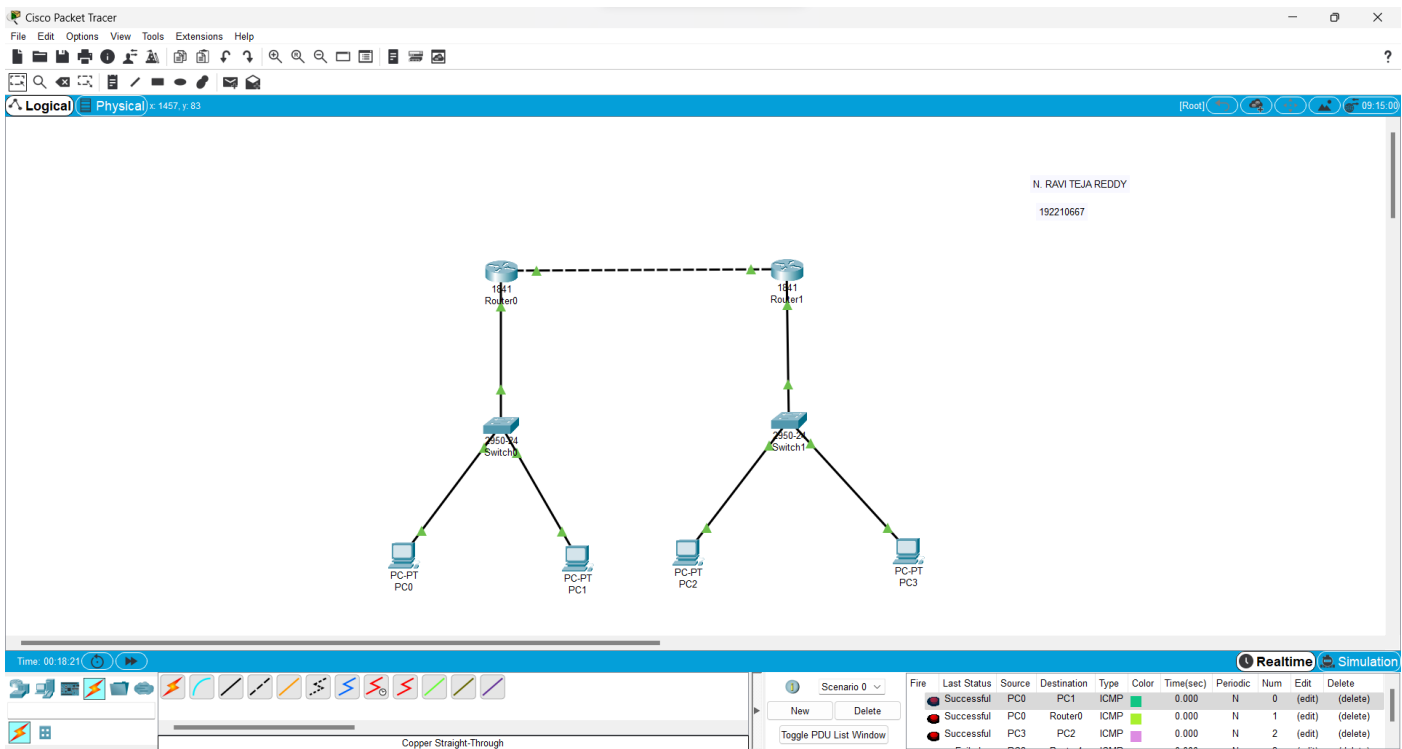 Cisco Packet Tracer
File Edit Options View Tools Extensions Help
?
Logical Physical x: 1457, y: 83 [Root] 09:15:00
N. RAVI TEJA REDDY
192210667
1841
Router0
1841
Router1
2950-24
Switch0
2950-24
Switch1
PC-PT
PC0
PC-PT
PC1
PC-PT
PC2
PC-PT
PC3
Time: 00:18:21 Realtime Simulation
Scenario 0
New Delete
Toggle PDU List Window
Fire Last Status Source Destination Type Color Time(sec) Periodic Num Edit Delete
Successful PC0 PC1 ICMP 0.000 N 0 (edit) (delete)
Successful PC0 Router0 ICMP 0.000 N 1 (edit) (delete)
Successful PC3 PC2 ICMP 0.000 N 2 (edit) (delete)
Copper Straight-Through